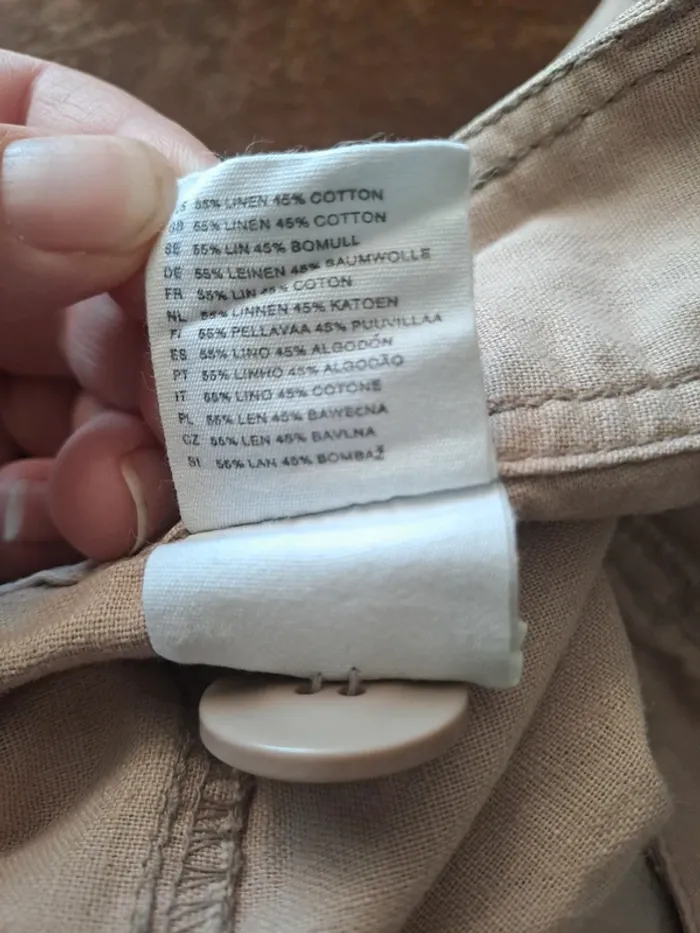 55% LINEN 45% COTTON
GB 55% LINEN 45% COTTON
SE 55% LIN 45% BOMULL
DE 55% LEINEN 45% BAUMWOLLE
FR 55% LIN 45% COTON
NL 55% LINNEN 45% KATOEN
FI 55% PELLAVAA 45% PUUVILLAA
ES 55% LINO 45% ALGODÓN
PT 55% LINHO 45% ALGODÃO
IT 55% LINO 45% COTONE
PL 55% LEN 45% BAWEŁNA
CZ 55% LEN 45% BAVLNA
SI 55% LAN 45% BOMBAŽ